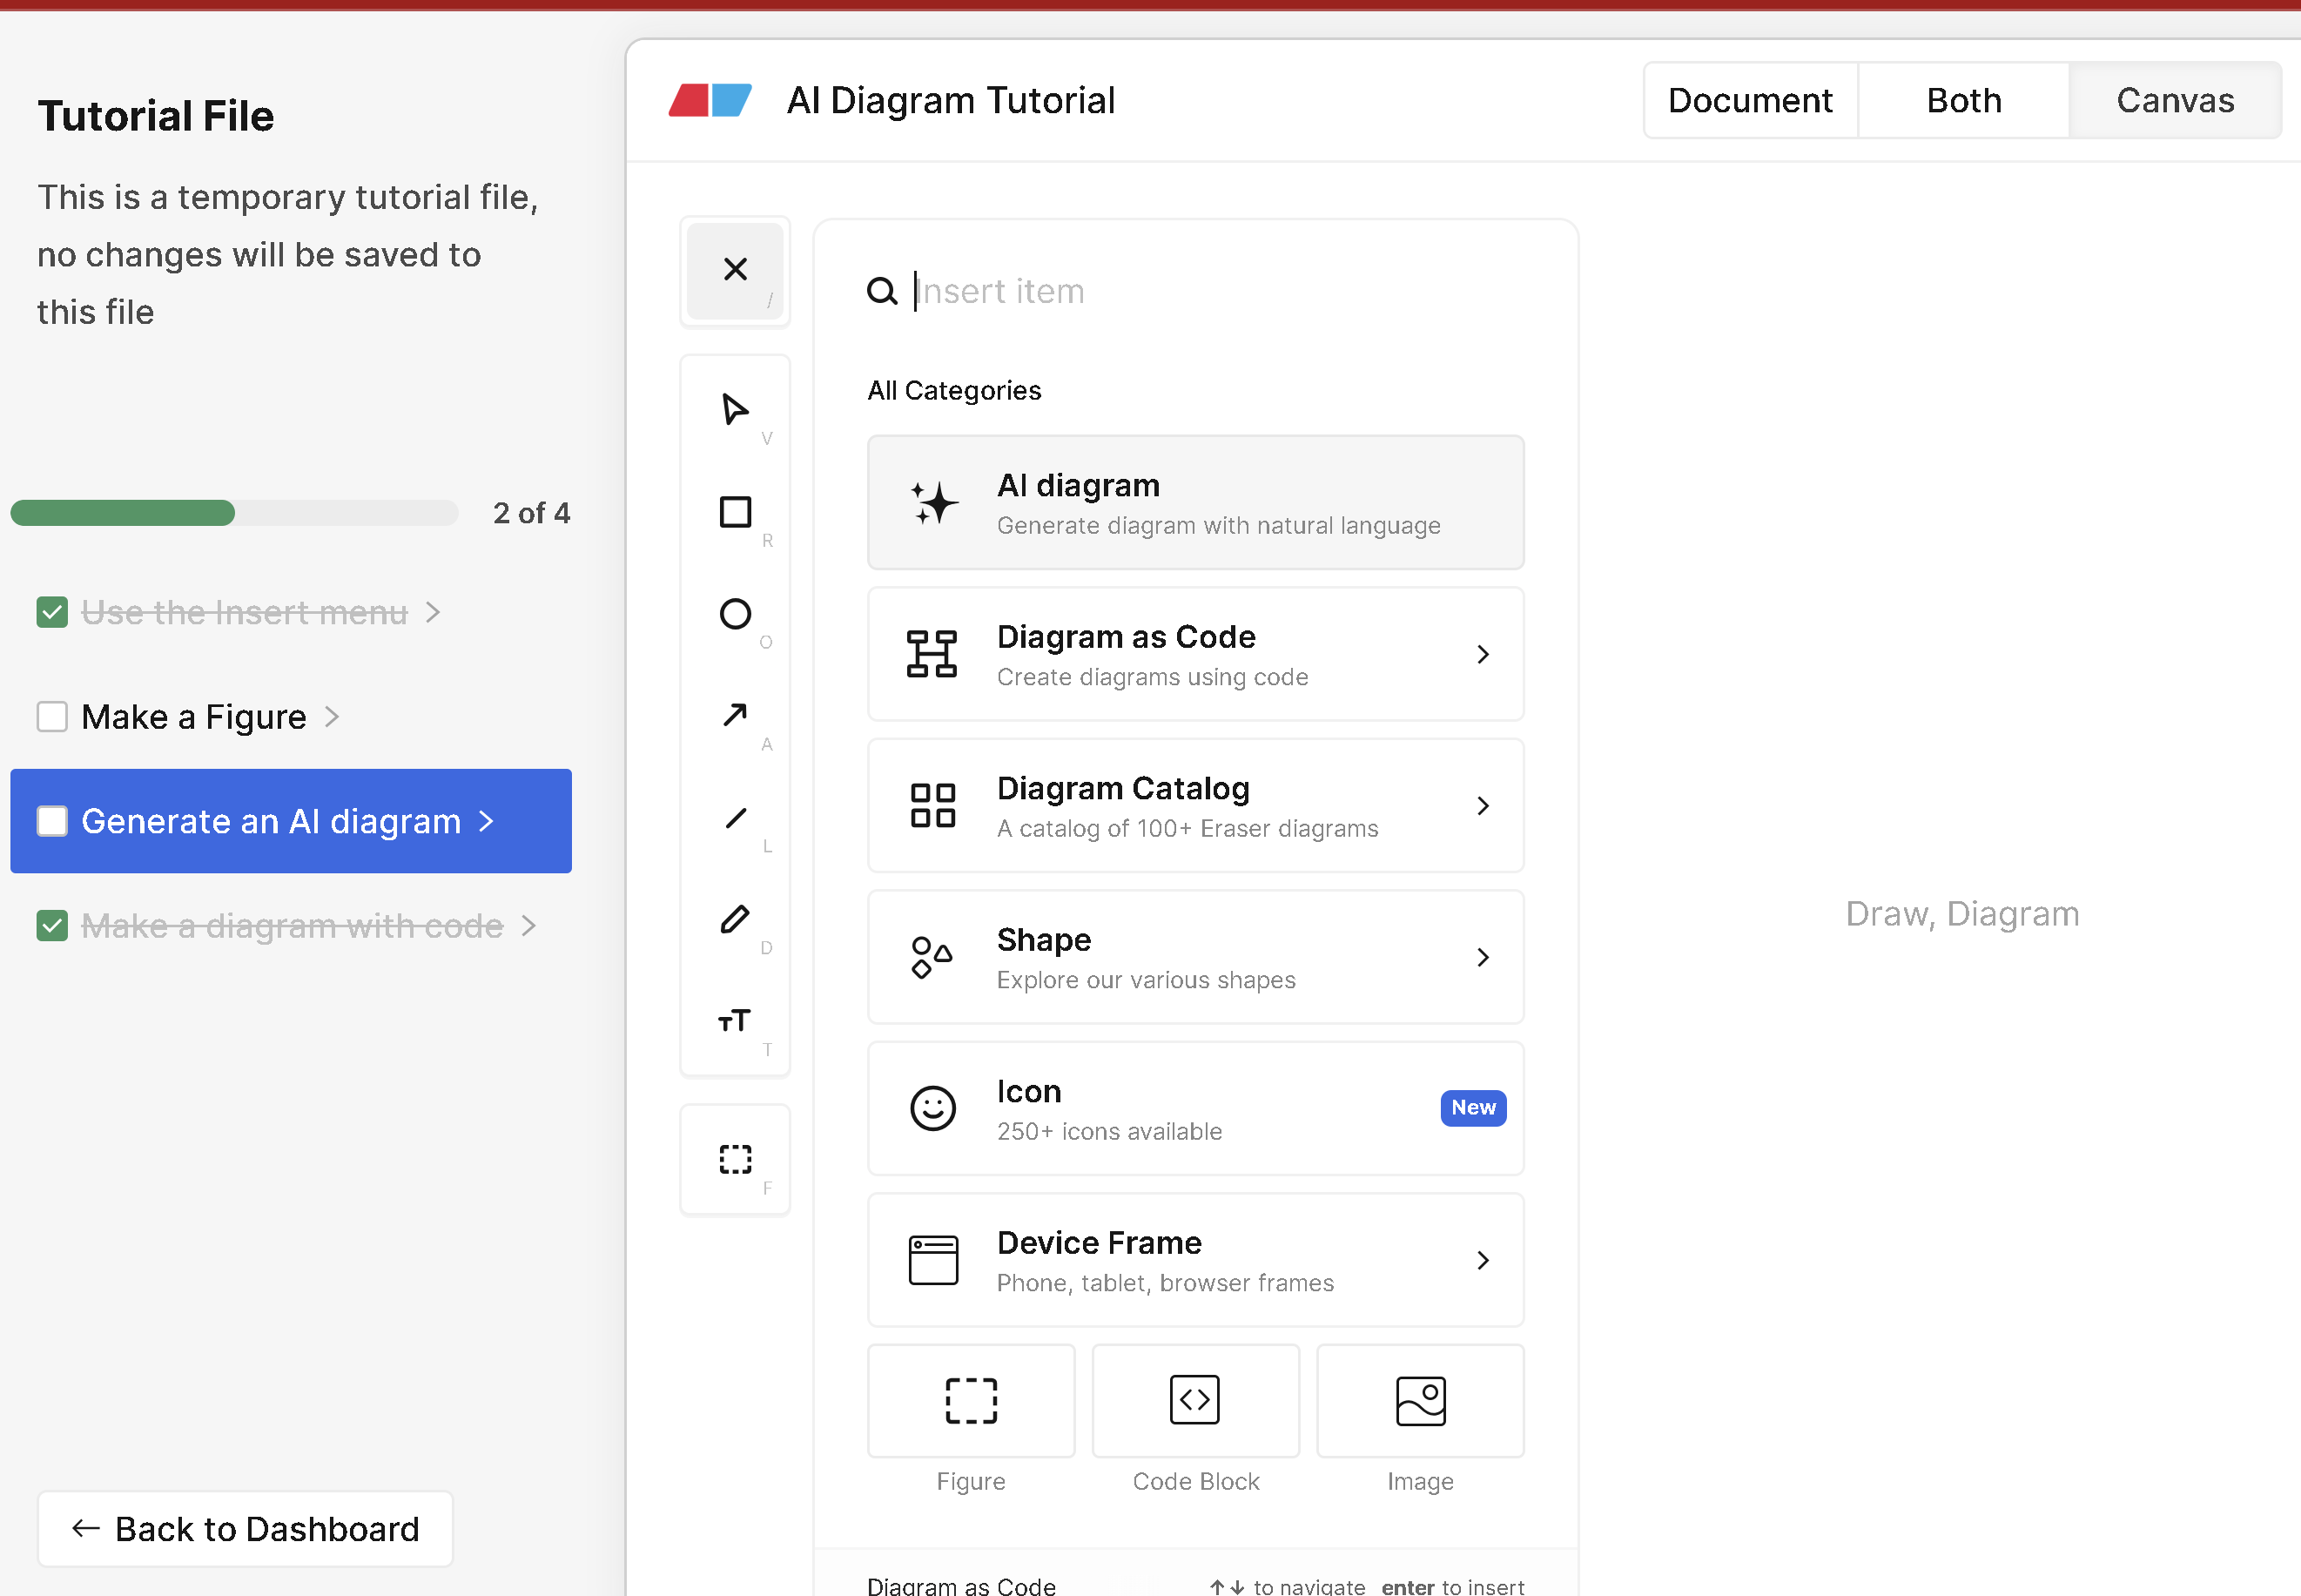 Tutorial File
This is a temporary tutorial file,
no changes will be saved to
this file
2 of 4
Use the Insert menu
Make a Figure
Generate an AI diagram
Make a diagram with code
← Back to Dashboard
AI Diagram Tutorial
Document
Both
Canvas
/
V
R
O
A
L
D
T
F
Insert item
All Categories
AI diagram
Generate diagram with natural language
Diagram as Code
Create diagrams using code
Diagram Catalog
A catalog of 100+ Eraser diagrams
Shape
Explore our various shapes
Icon
250+ icons available
New
Device Frame
Phone, tablet, browser frames
Figure
Code Block
Image
Diagram as Code
↑↓ to navigate enter to insert
Draw, Diagram